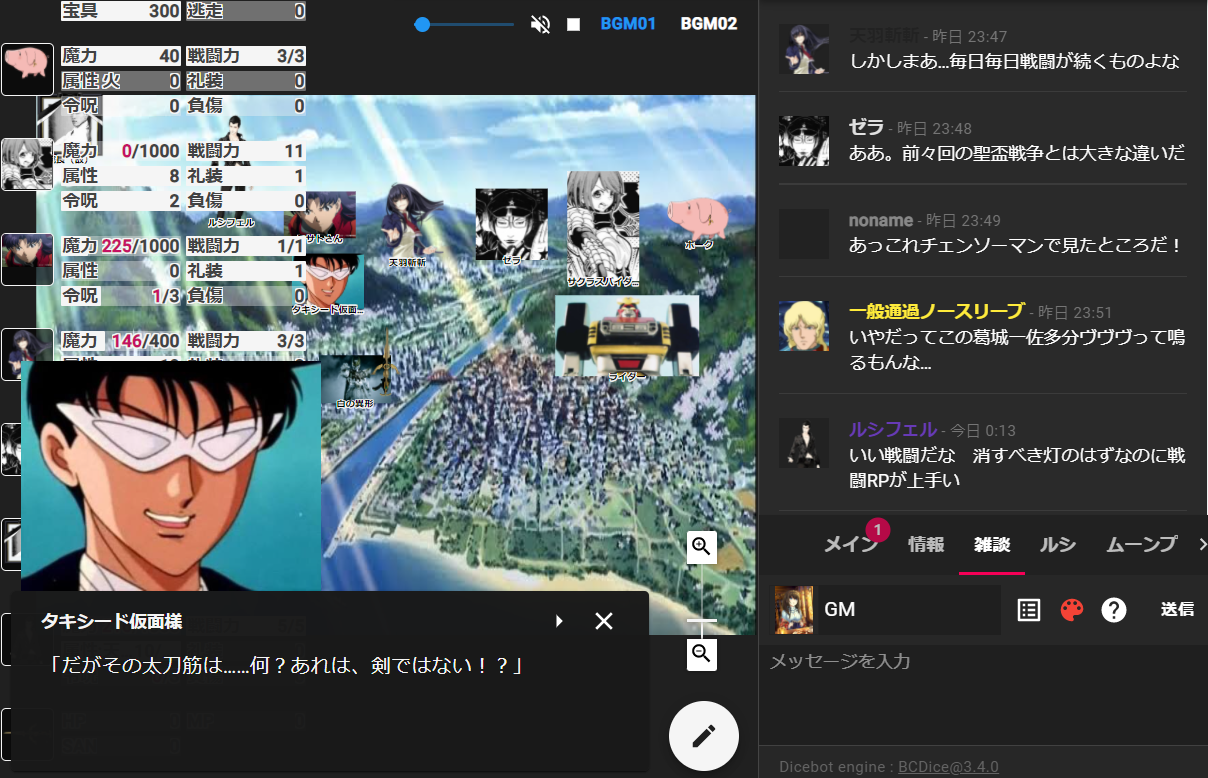 宝具 300 逃走 0
魔力 40 戦闘力 3/3
属性 火 0 礼装 0
令呪 0 負傷 0
魔力 0/1000 戦闘力 11
属性 8 礼装 1
令呪 2 負傷 0
魔力 225/1000 戦闘力 1/1
属性 0 礼装 1
令呪 1/3 負傷 0
魔力 146/400 戦闘力 3/3
BGM01 BGM02
ルシフェル
サトさん
天羽斬斬
ゼラ
サクラスパイダ...
ポーク
タキシード仮面...
ライダー
白の異形
タキシード仮面様
「だがその太刀筋は……何？あれは、剣ではない！？」
天羽斬斬 - 昨日 23:47
しかしまあ…毎日毎日戦闘が続くものよな
ゼラ - 昨日 23:48
ああ。前々回の聖盃戦争とは大きな違いだ
noname - 昨日 23:49
あっこれチェンソーマンで見たところだ！
一般通過ノースリーブ - 昨日 23:51
いやだってこの葛城一佐多分ヴヴヴって鳴
るもんな…
ルシフェル - 今日 0:13
いい戦闘だな　消すべき灯のはずなのに戦
闘RPが上手い
メイン 1 情報 雑談 ルシ ムーンプ
GM
送信
メッセージを入力
Dicebot engine : BCDice@3.4.0